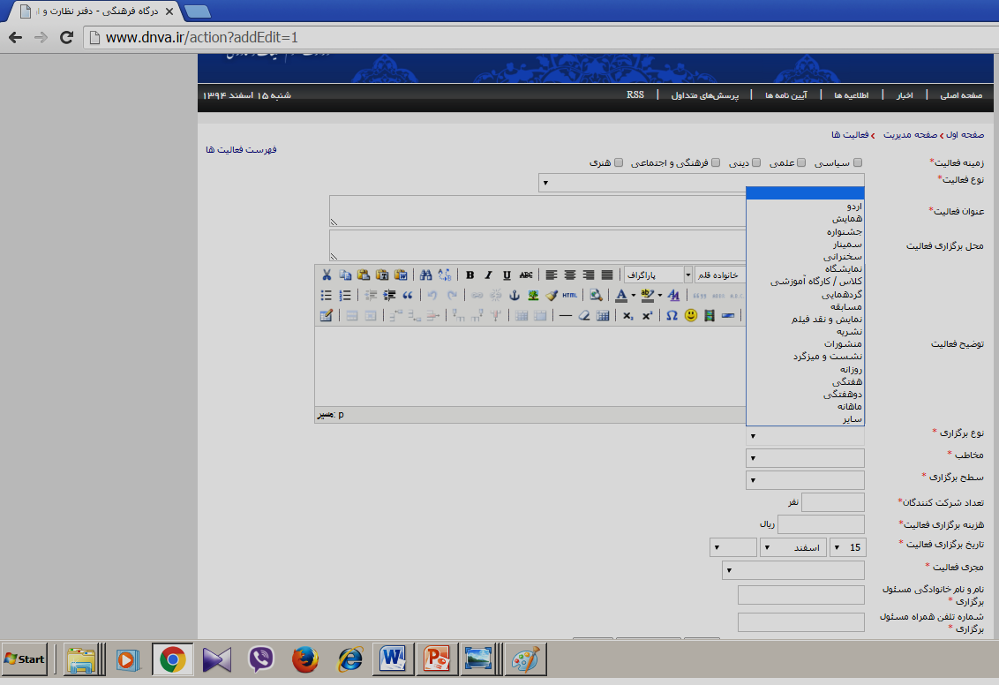 درگاه فرهنگی - دفتر نظارت و ار
www.dnva.ir/action?addEdit=1
صفحه اصلی | اخبار | اطلاعیه ها | آیین نامه ها | پرسش‌های متداول | RSS
شنبه ۱۵ اسفند ۱۳۹۴
صفحه اول › صفحه مدیریت › فعالیت ها
فهرست فعالیت ها
زمینه فعالیت* سیاسی علمی دینی فرهنگی و اجتماعی هنری
نوع فعالیت*
اردو
همایش
جشنواره
سمینار
سخنرانی
نمایشگاه
کلاس / کارگاه آموزشی
گردهمایی
مسابقه
نمایش و نقد فیلم
نشریه
منشورات
نشست و میزگرد
روزانه
هفتگی
دوهفتگی
ماهانه
سایر
عنوان فعالیت*
محل برگزاری فعالیت
B I U ABC پاراگراف خانواده قلم
HTML A ab A
x₂ x² Ω
توضیح فعالیت
مسیر: p
نوع برگزاری *
مخاطب *
سطح برگزاری *
تعداد شرکت کنندگان* نفر
هزینه برگزاری فعالیت* ریال
تاریخ برگزاری فعالیت * 15 اسفند
مجری فعالیت *
نام و نام خانوادگی مسئول
برگزاری *
شماره تلفن همراه مسئول
برگزاری *
Start